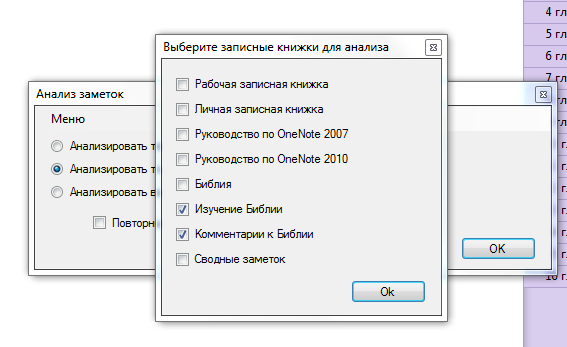 Выберите записные книжки для анализа
Рабочая записная книжка
Личная записная книжка
Руководство по OneNote 2007
Руководство по OneNote 2010
Библия
Изучение Библии
Комментарии к Библии
Сводные заметок
Ok
Анализ заметок
Меню
Анализировать т
Анализировать т
Анализировать в
Повторн
OK
4 гл
5 гл
6 гл
7 гл